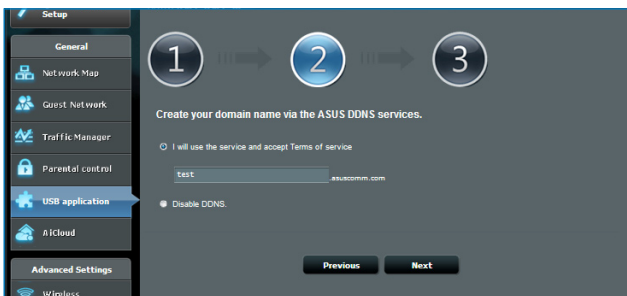 Setup
General
Network Map
Guest Network
Traffic Manager
Parental control
USB application
AiCloud
Advanced Settings
Wireless
1
2
3
Create your domain name via the ASUS DDNS services.
I will use the service and accept Terms of service
test .asuscomm.com
Disable DDNS.
Previous Next